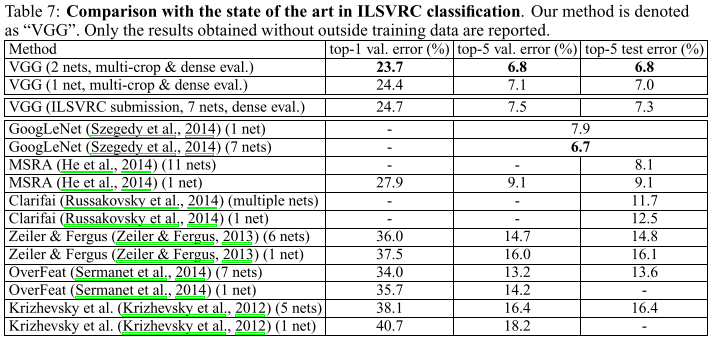 Table 7: Comparison with the state of the art in ILSVRC classification. Our method is denoted
as “VGG”. Only the results obtained without outside training data are reported.
Method top-1 val. error (%) top-5 val. error (%) top-5 test error (%)
VGG (2 nets, multi-crop & dense eval.) 23.7 6.8 6.8
VGG (1 net, multi-crop & dense eval.) 24.4 7.1 7.0
VGG (ILSVRC submission, 7 nets, dense eval.) 24.7 7.5 7.3
GoogLeNet (Szegedy et al., 2014) (1 net) - 7.9
GoogLeNet (Szegedy et al., 2014) (7 nets) - 6.7
MSRA (He et al., 2014) (11 nets) - - 8.1
MSRA (He et al., 2014) (1 net) 27.9 9.1 9.1
Clarifai (Russakovsky et al., 2014) (multiple nets) - - 11.7
Clarifai (Russakovsky et al., 2014) (1 net) - - 12.5
Zeiler & Fergus (Zeiler & Fergus, 2013) (6 nets) 36.0 14.7 14.8
Zeiler & Fergus (Zeiler & Fergus, 2013) (1 net) 37.5 16.0 16.1
OverFeat (Sermanet et al., 2014) (7 nets) 34.0 13.2 13.6
OverFeat (Sermanet et al., 2014) (1 net) 35.7 14.2 -
Krizhevsky et al. (Krizhevsky et al., 2012) (5 nets) 38.1 16.4 16.4
Krizhevsky et al. (Krizhevsky et al., 2012) (1 net) 40.7 18.2 -